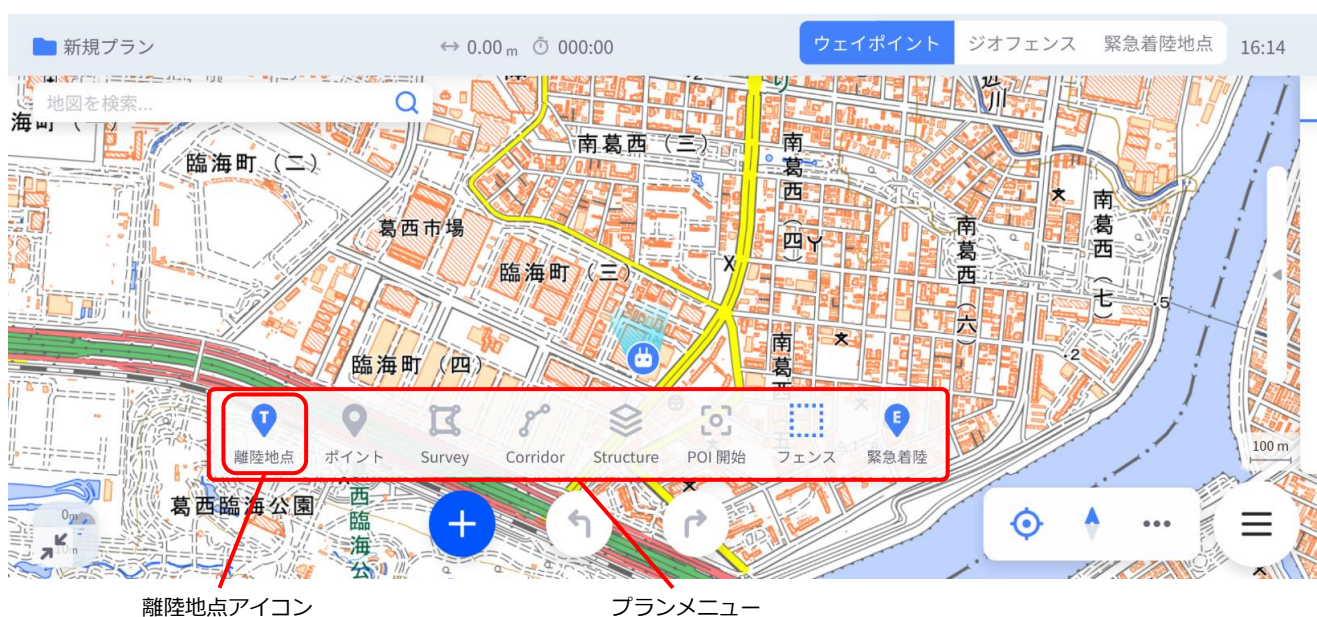 新規プラン
0.00 m
000:00
ウェイポイント
ジオフェンス
緊急着陸地点
16:14
地図を検索...
臨海町(二)
南葛西(三)
葛西市場
臨海町(三)
臨海町(四)
南葛西(四)
南葛西(六)
南葛西(七)
南葛西
5
2
T
離陸地点
ポイント
Survey
Corridor
Structure
POI 開始
フェンス
E
緊急着陸
100 m
葛西臨海公園
西臨海公
0m
離陸地点アイコン
プランメニュー